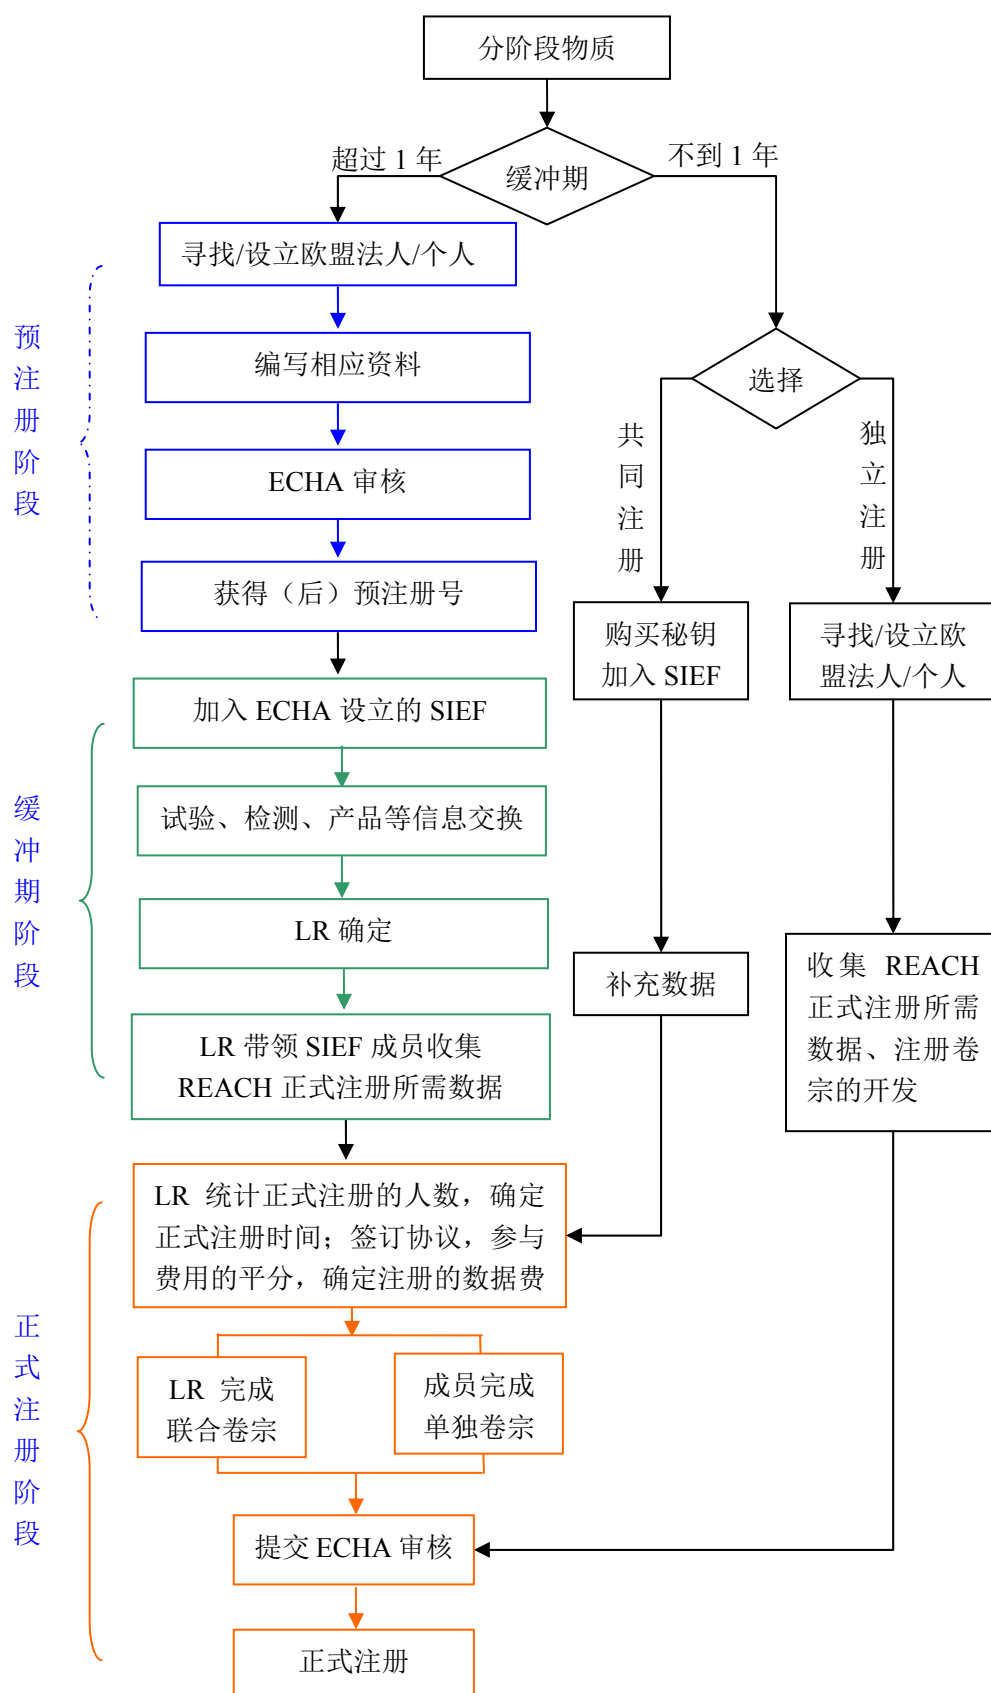 分阶段物质
超过 1 年
缓冲期
不到 1 年
寻找/设立欧盟法人/个人
编写相应资料
ECHA 审核
获得（后）预注册号
预注册阶段
选择
共同注册
独立注册
购买秘钥
加入 SIEF
寻找/设立欧
盟法人/个人
加入 ECHA 设立的 SIEF
试验、检测、产品等信息交换
LR 确定
LR 带领 SIEF 成员收集
REACH 正式注册所需数据
缓冲期阶段
补充数据
收集 REACH
正式注册所需
数据、注册卷
宗的开发
LR 统计正式注册的人数，确定
正式注册时间；签订协议，参与
费用的平分，确定注册的数据费
LR 完成
联合卷宗
成员完成
单独卷宗
提交 ECHA 审核
正式注册
正式注册阶段